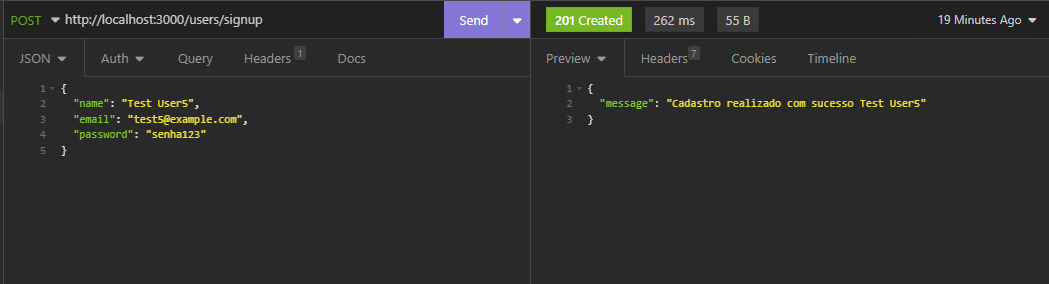 POST http://localhost:3000/users/signup Send 201 Created 262 ms 55 B 19 Minutes Ago
JSON Auth Query Headers 1 Docs Preview Headers 7 Cookies Timeline
1 {
2 "name": "Test User5",
3 "email": "test5@example.com",
4 "password": "senha123"
5 }
1 {
2 "message": "Cadastro realizado com sucesso Test User5"
3 }